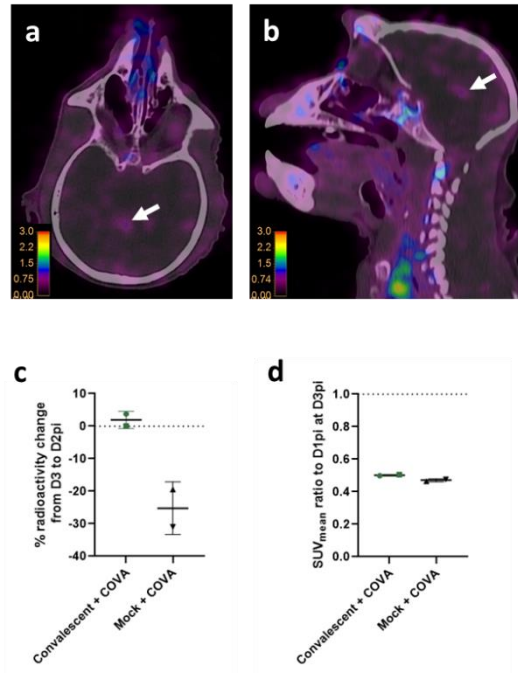 a
b
3.0
2.2
1.5
0.75
0.00
3.0
2.2
1.5
0.75
0.00
c
% radioactivity change
from D3 to D2pi
10
0
-10
-20
-30
-40
Convalescent + COVA
Mock + COVA
d
SUVmean ratio to D1pi at D3pi
1.0
0.8
0.6
0.4
0.2
0.0
Convalescent + COVA
Mock + COVA